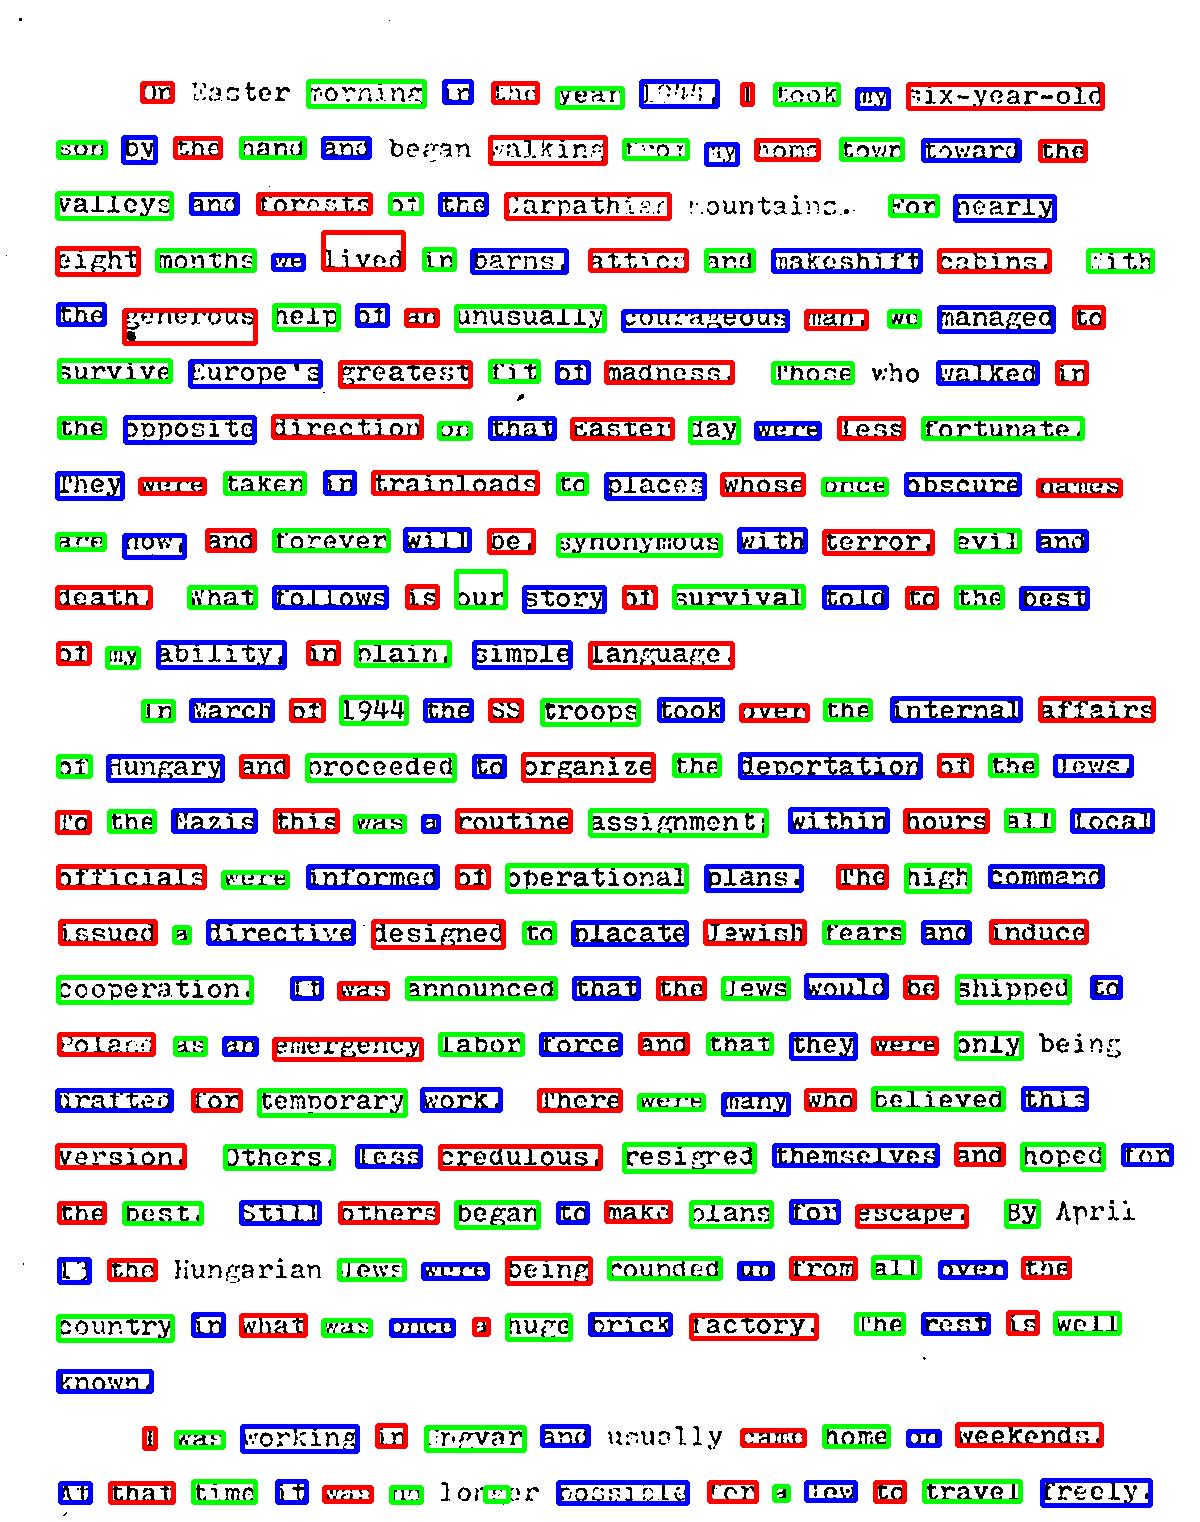 On Easter morning in the year 1944, I took my six-year-old
son by the hand and began walking from my home town toward the
valleys and forests of the Carpathian mountains. For nearly
eight months we lived in barns, attics and makeshift cabins. With
the generous help of an unusually courageous man, we managed to
survive Europe's greatest fit of madness. Those who walked in
the opposite direction on that Easter day were less fortunate.
They were taken in trainloads to places whose once obscure names
are now, and forever will be, synonymous with terror, evil and
death. What follows is our story of survival told to the best
of my ability, in plain, simple language.
In March of 1944 the SS troops took over the internal affairs
of Hungary and proceeded to organize the deportation of the Jews.
To the Nazis this was a routine assignment; within hours all local
officials were informed of operational plans. The high command
issued a directive designed to placate Jewish fears and induce
cooperation. It was announced that the Jews would be shipped to
Poland as an emergency labor force and that they were only being
drafted for temporary work. There were many who believed this
version. Others, less credulous, resigned themselves and hoped for
the best. Still others began to make plans for escape. By April
the Hungarian Jews were being rounded up from all over the
country in what was once a huge brick factory. The rest is well
known.
I was working in Ungvar and usually came home on weekends.
At that time it was no longer possible for a Jew to travel freely.